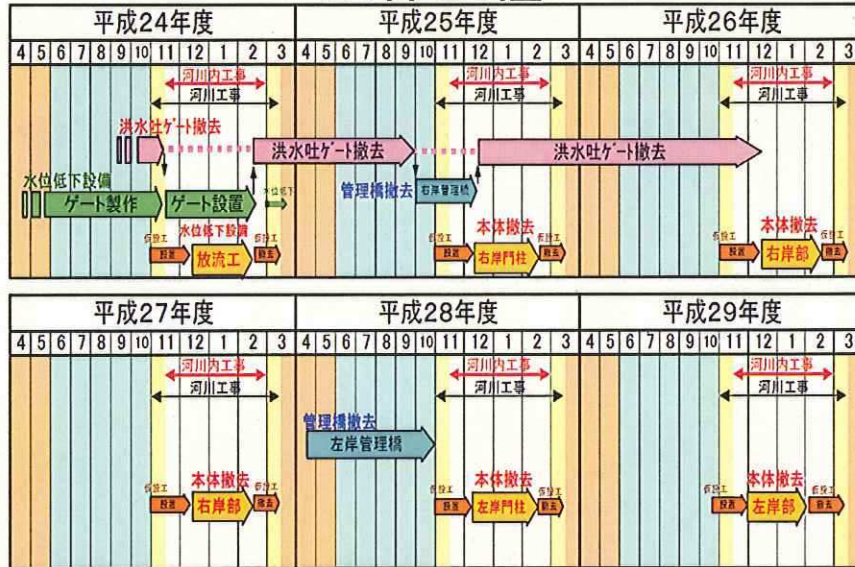 平成24年度 平成25年度 平成26年度
4 5 6 7 8 9 10 11 12 1 2 3 4 5 6 7 8 9 10 11 12 1 2 3 4 5 6 7 8 9 10 11 12 1 2 3
河川内工事 河川内工事 河川内工事
河川工事 河川工事 河川工事
洪水吐ゲート撤去 洪水吐ゲート撤去 洪水吐ゲート撤去
水位低下設備 管理橋撤去 右岸管理橋
ゲート製作 ゲート設置 水位低下
水位低下設備 本体撤去 本体撤去
仮設工 仮設工 仮設工 仮設工 仮設工 仮設工
設置 放流工 撤去 設置 右岸門柱 撤去 設置 右岸部 撤去
平成27年度 平成28年度 平成29年度
4 5 6 7 8 9 10 11 12 1 2 3 4 5 6 7 8 9 10 11 12 1 2 3 4 5 6 7 8 9 10 11 12 1 2 3
河川内工事 河川内工事 河川内工事
河川工事 河川工事 河川工事
管理橋撤去
左岸管理橋
本体撤去 本体撤去 本体撤去
仮設工 仮設工 仮設工 仮設工 仮設工 仮設工
設置 右岸部 撤去 設置 左岸門柱 撤去 設置 左岸部 撤去